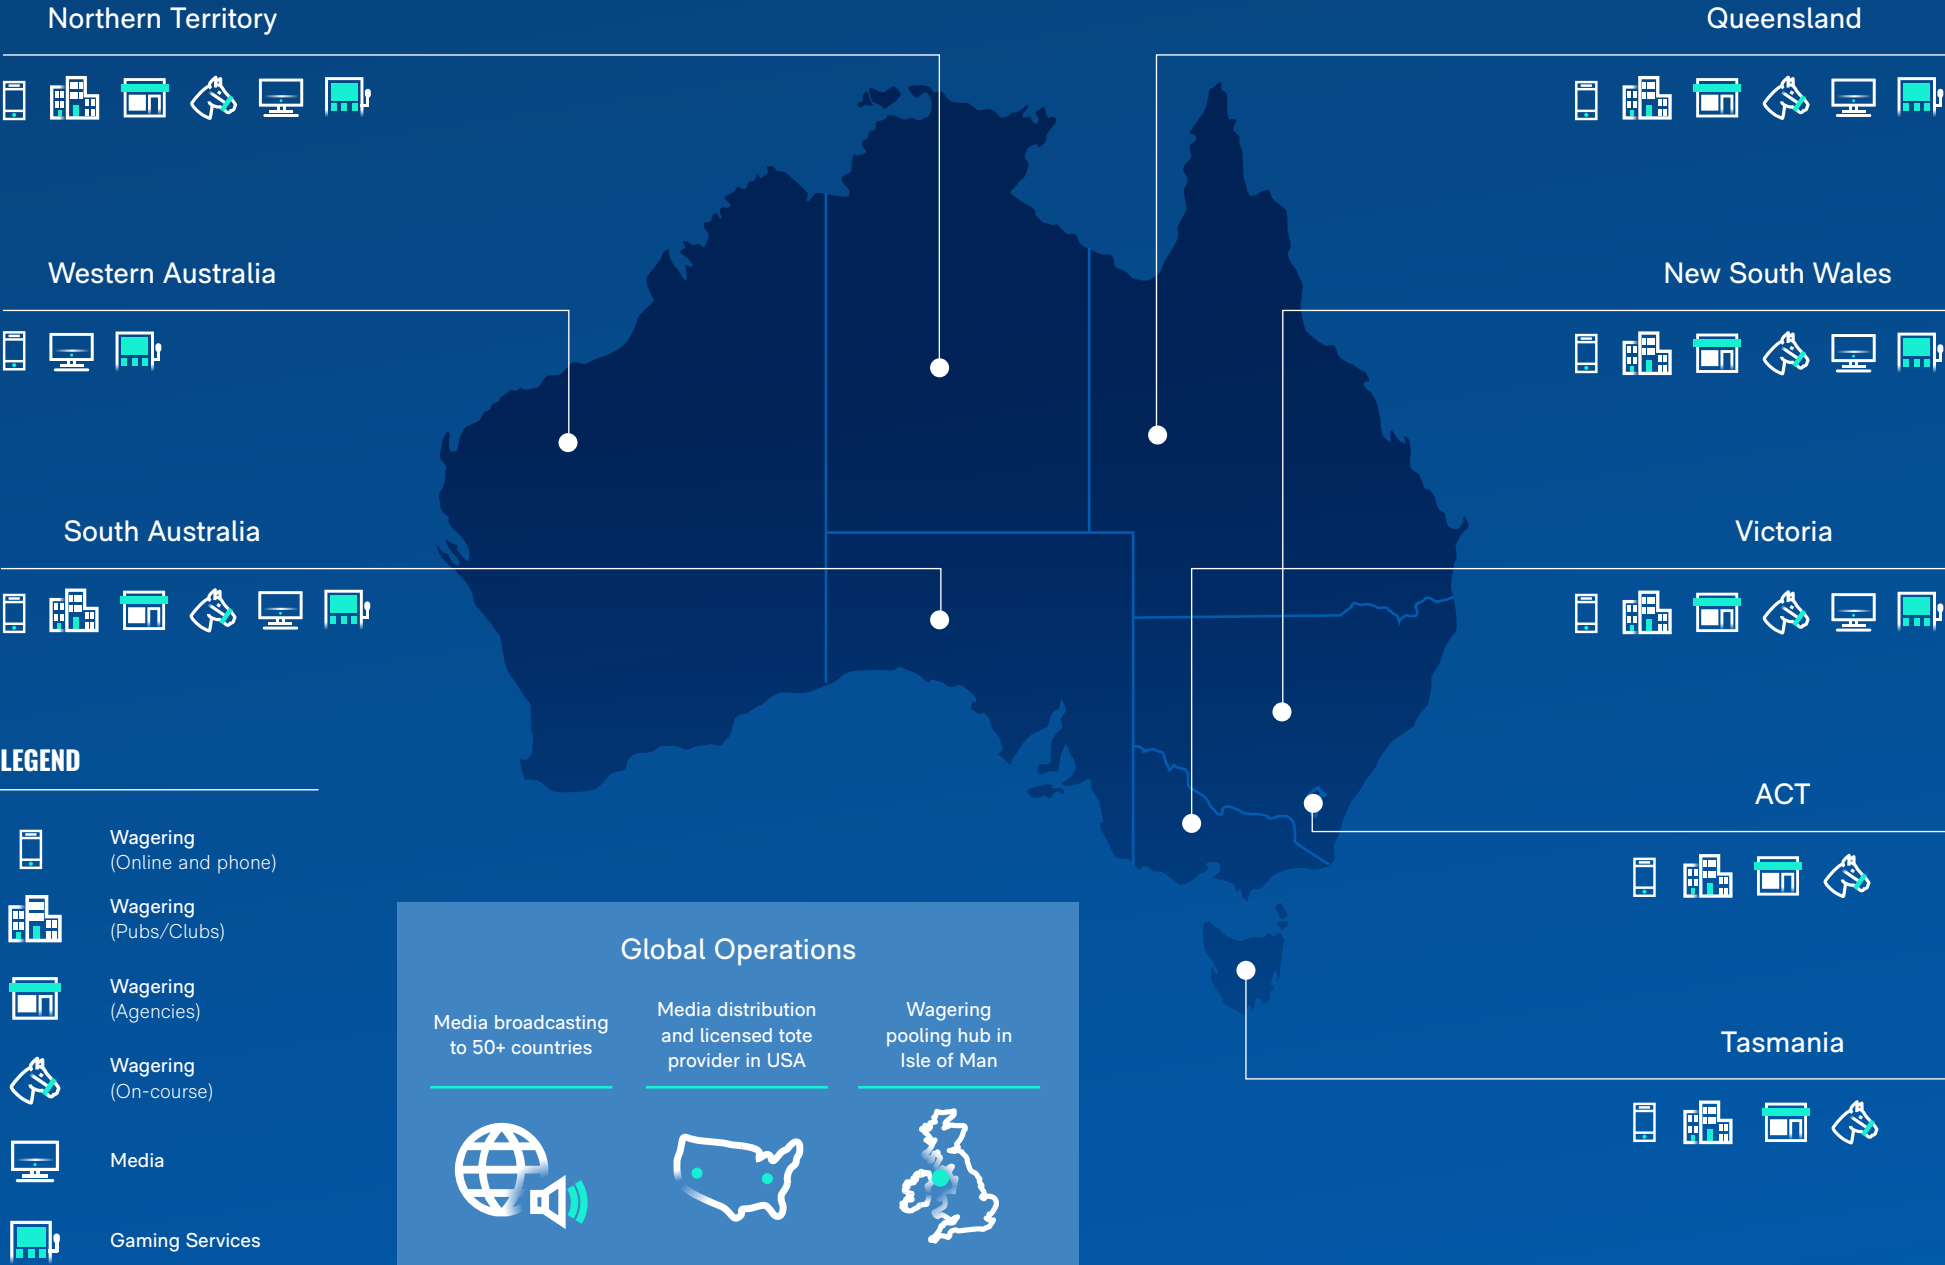 Northern Territory
Queensland
Western Australia
New South Wales
South Australia
Victoria
LEGEND
ACT
Wagering
(Online and phone)
Wagering
(Pubs/Clubs)
Wagering
(Agencies)
Wagering
(On-course)
Media
Gaming Services
Global Operations
Media broadcasting
to 50+ countries
Media distribution
and licensed tote
provider in USA
Wagering
pooling hub in
Isle of Man
Tasmania